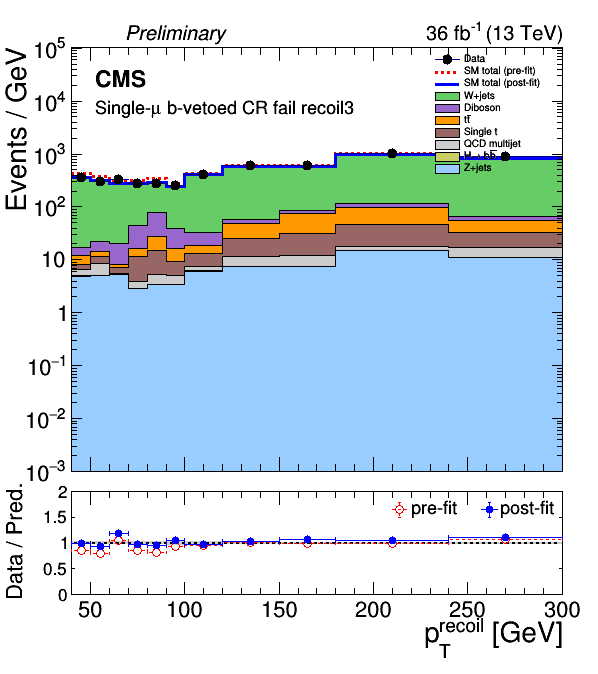 Preliminary
36 fb⁻¹ (13 TeV)
Events / GeV
10⁵
10⁴
10³
10²
10
1
10⁻¹
10⁻²
10⁻³
CMS
Single-μ b-vetoed CR fail recoil3
Data
SM total (pre-fit)
SM total (post-fit)
W+jets
Diboson
tt̅
Single t
QCD multijet
H→bb̅
Z+jets
Data / Pred.
2
1.5
1
0.5
0
pre-fit
post-fit
50 100 150 200 250 300
p_T^recoil [GeV]